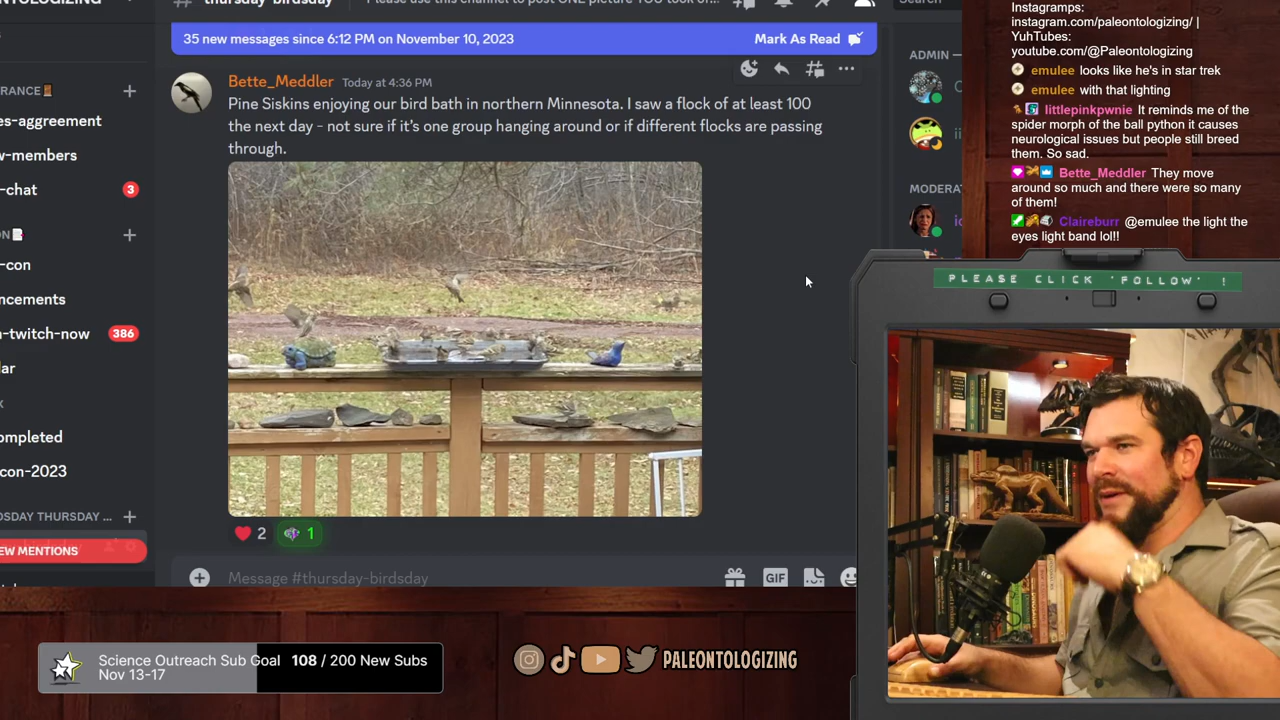 thursday-birdsday
Please use this channel to post ONE picture YOU took of...
Search
35 new messages since 6:12 PM on November 10, 2023
Mark As Read
RANCE
es-aggreement
w-members
-chat
3
-con
ncements
n-twitch-now
386
lar
ompleted
con-2023
DSDAY THURSDAY ...
EW MENTIONS
Bette_Meddler Today at 4:36 PM
Pine Siskins enjoying our bird bath in northern Minnesota. I saw a flock of at least 100
the next day - not sure if it's one group hanging around or if different flocks are passing
through.
2
1
Message #thursday-birdsday
GIF
ADMIN —
MODERA
Instagramps:
instagram.com/paleontologizing/ |
YuhTubes:
youtube.com/@Paleontologizing
emulee looks like he's in star trek
emulee with that lighting
littlepinkpwnie It reminds me of the
spider morph of the ball python it causes
neurological issues but people still breed
them. So sad.
Bette_Meddler They move
around so much and there were so many
of them!
Claireburr @emulee the light the
eyes light band lol!!
PLEASE CLICK 'FOLLOW' !
Science Outreach Sub Goal 108 / 200 New Subs
Nov 13-17
PALEONTOLOGIZING